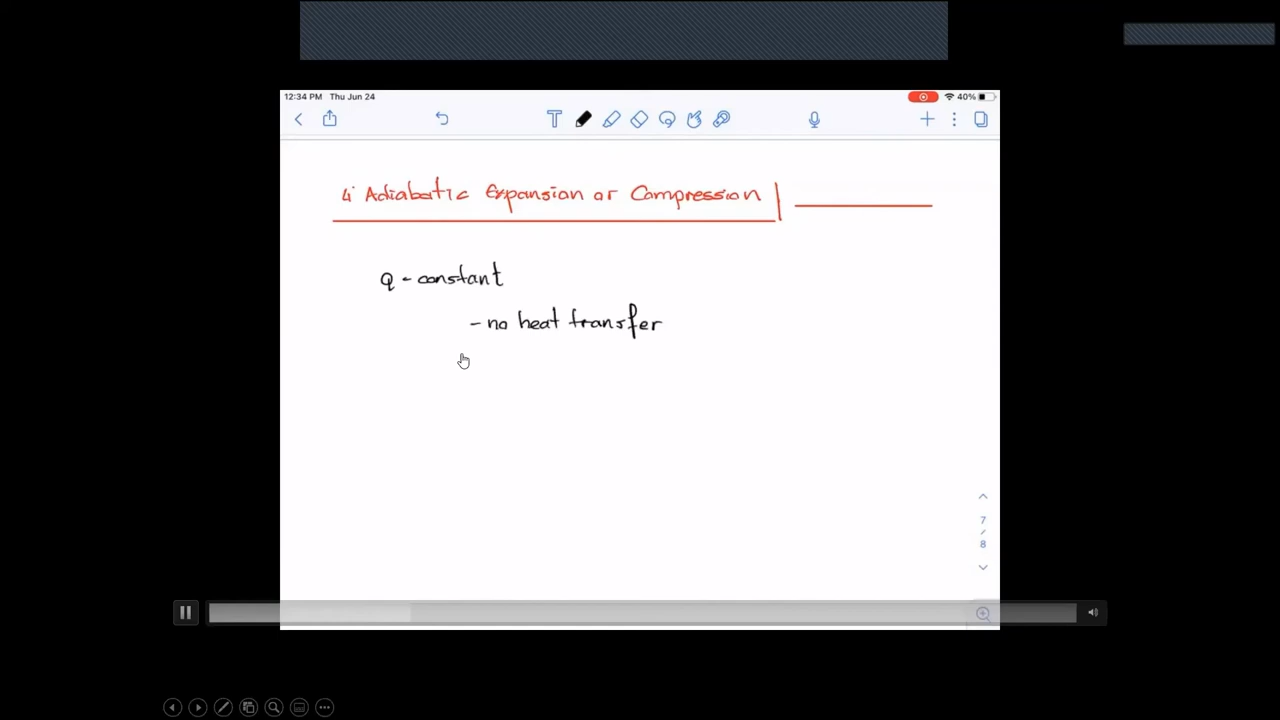 12:34 PM Thu Jun 24
40%
4. Adiabatic Expansion or Compression
Q - constant
- no heat transfer
7
/
8